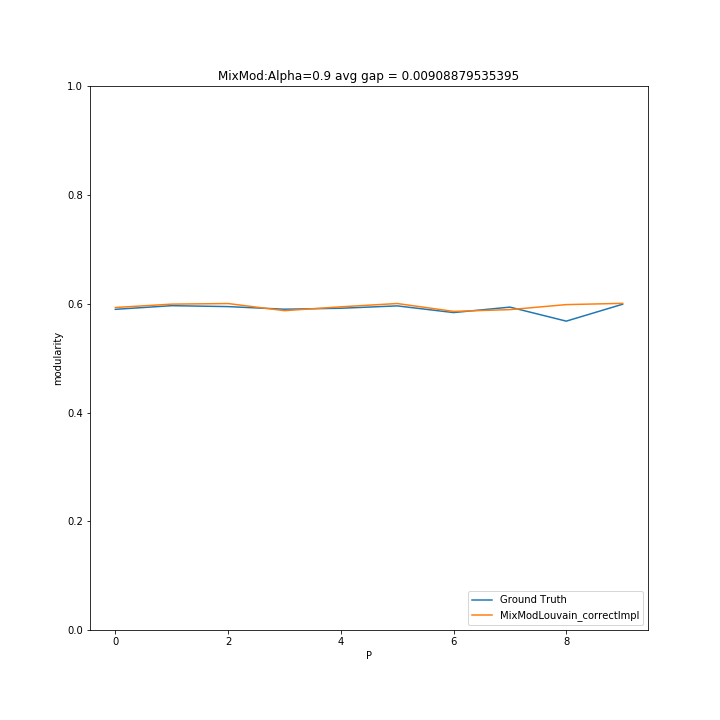 MixMod:Alpha=0.9 avg gap = 0.00908879535395
1.0
0.8
0.6
0.4
0.2
0.0
modularity
0 2 4 6 8
P
Ground Truth
MixModLouvain_correctImpl